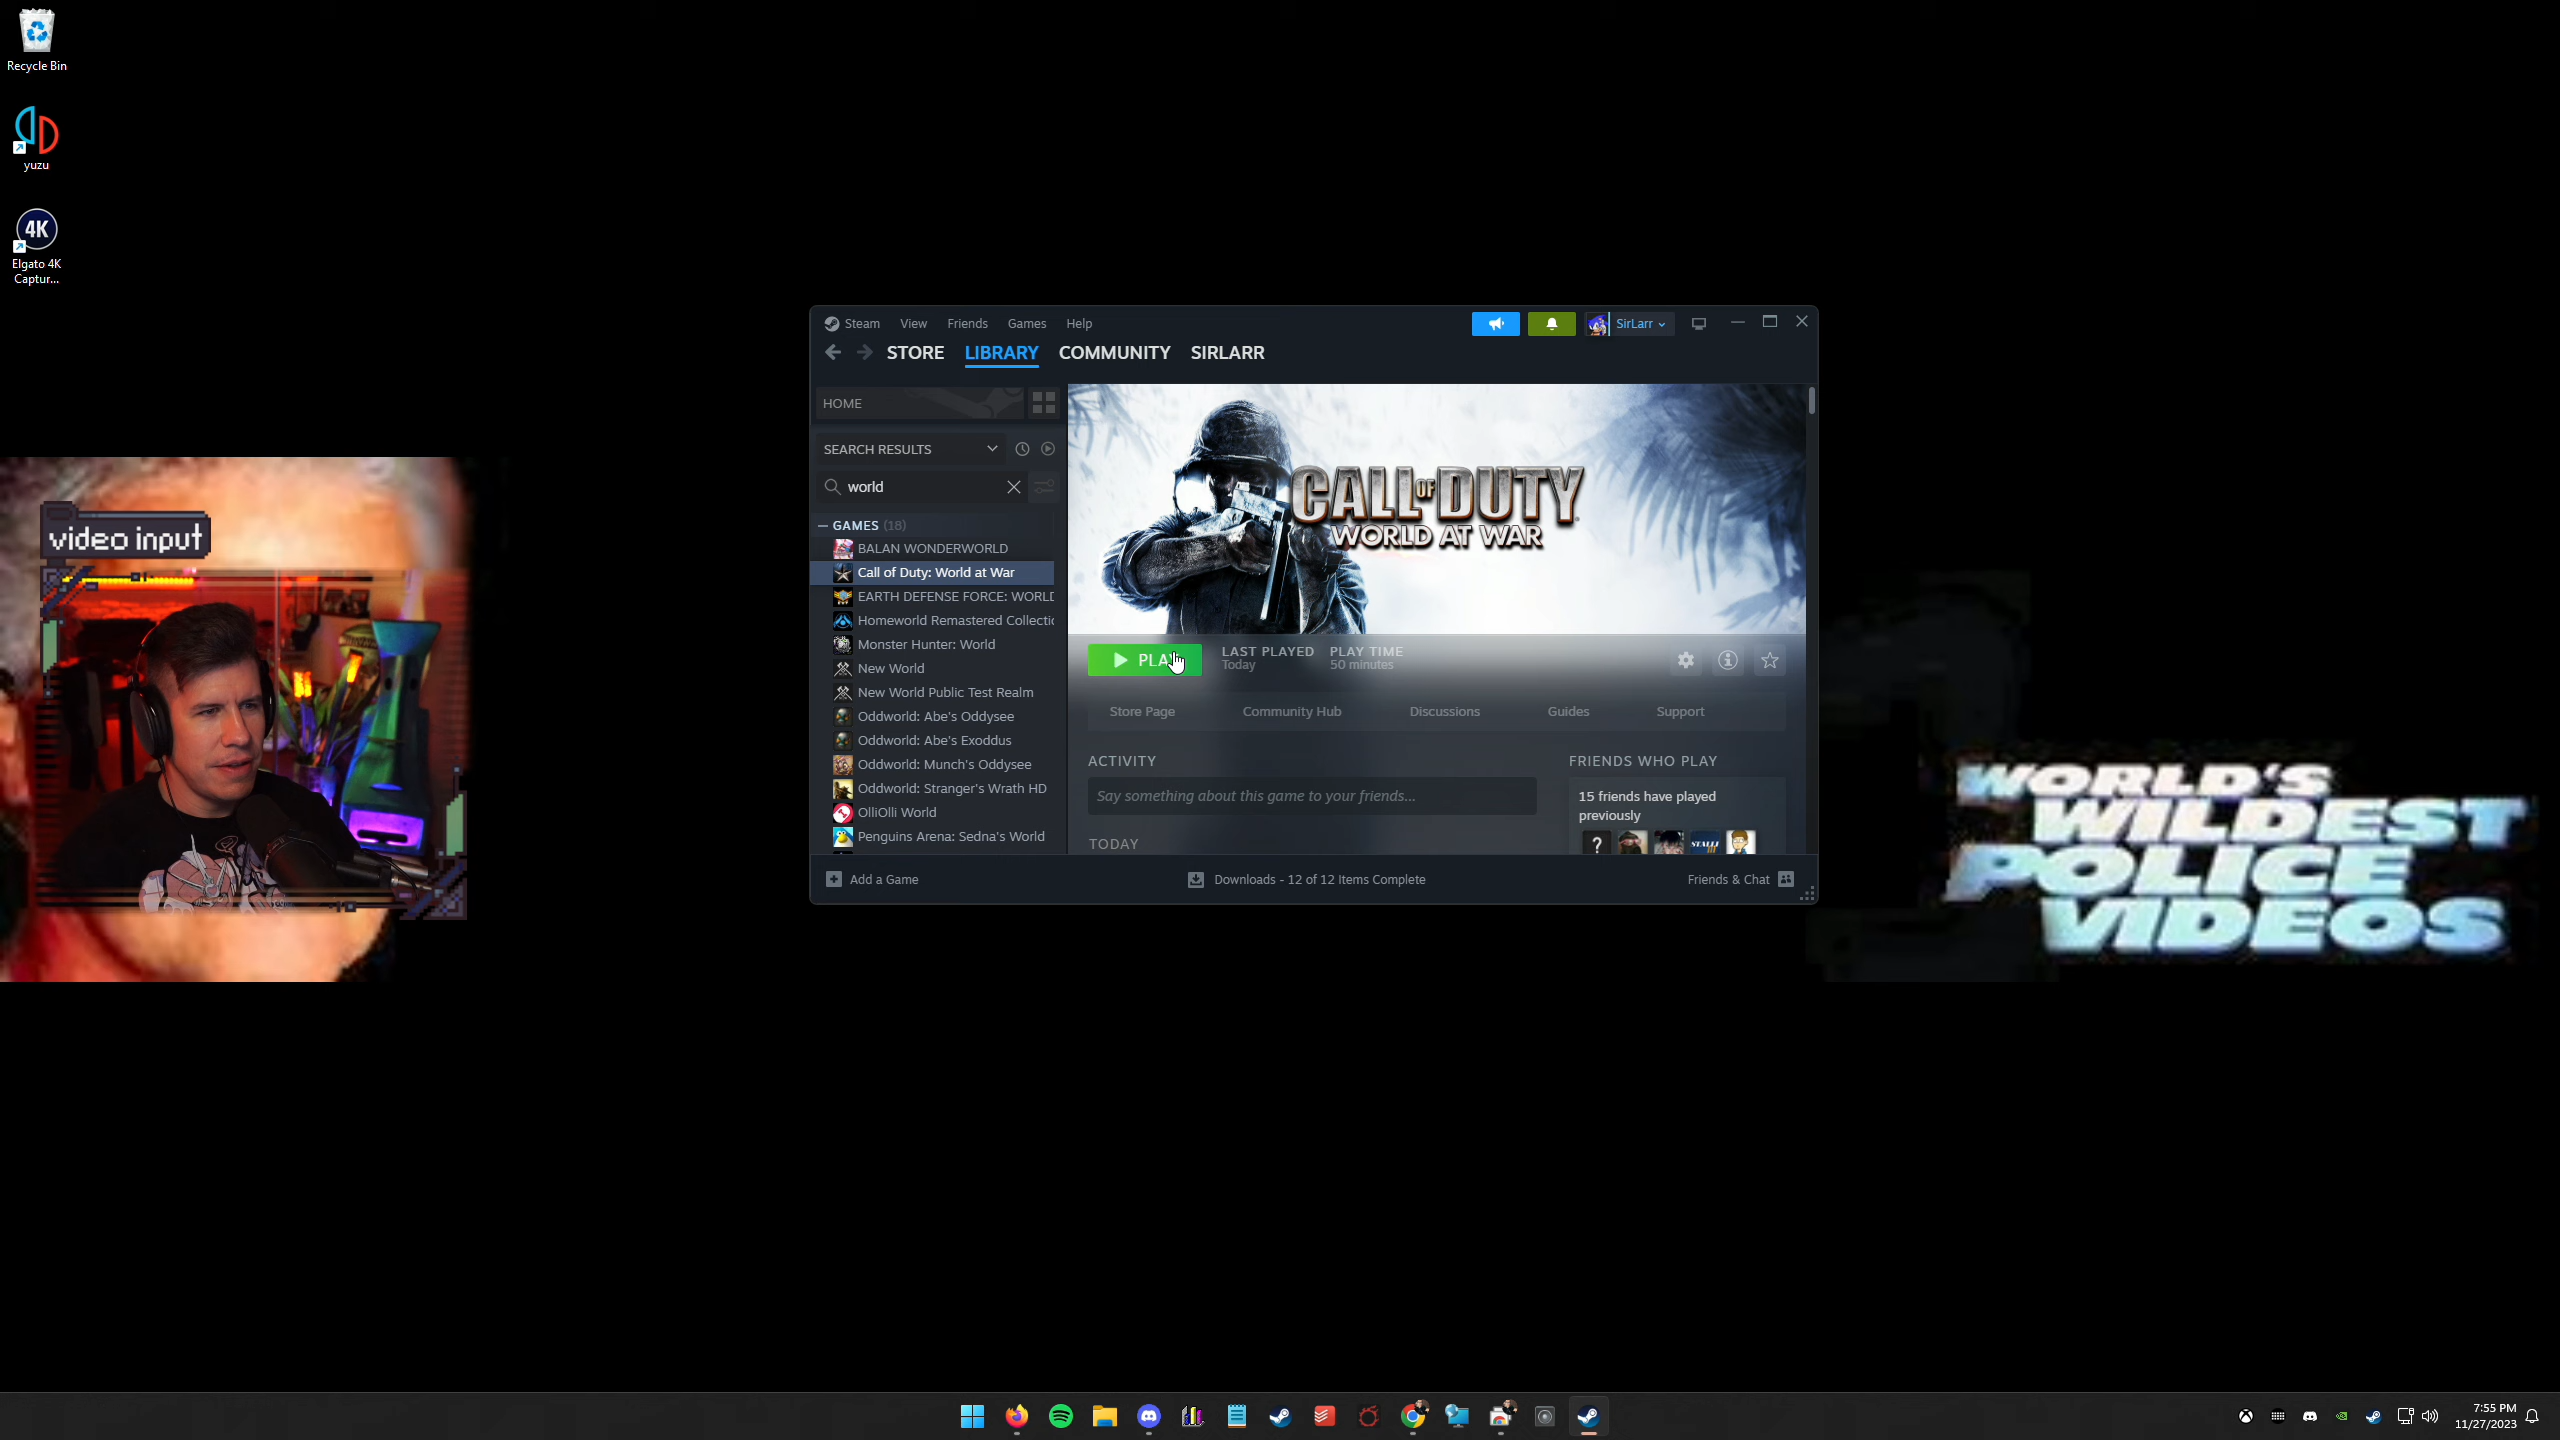 Recycle Bin
yuzu
4K
Elgato 4K
Captur...
video input
Steam View Friends Games Help
SirLarr
STORE LIBRARY COMMUNITY SIRLARR
HOME
SEARCH RESULTS
world
GAMES (18)
BALAN WONDERWORLD
Call of Duty: World at War
EARTH DEFENSE FORCE: WORLD
Homeworld Remastered Collectic
Monster Hunter: World
New World
New World Public Test Realm
Oddworld: Abe's Oddysee
Oddworld: Abe's Exoddus
Oddworld: Munch's Oddysee
Oddworld: Stranger's Wrath HD
OlliOlli World
Penguins Arena: Sedna's World
CALL OF DUTY
WORLD AT WAR
PLAY
LAST PLAYED
Today
PLAY TIME
50 minutes
Store Page Community Hub Discussions Guides Support
ACTIVITY
Say something about this game to your friends...
TODAY
FRIENDS WHO PLAY
15 friends have played
previously
?
Add a Game
Downloads - 12 of 12 Items Complete
Friends & Chat
WORLD'S
WILDEST
POLICE
VIDEOS
7:55 PM
11/27/2023